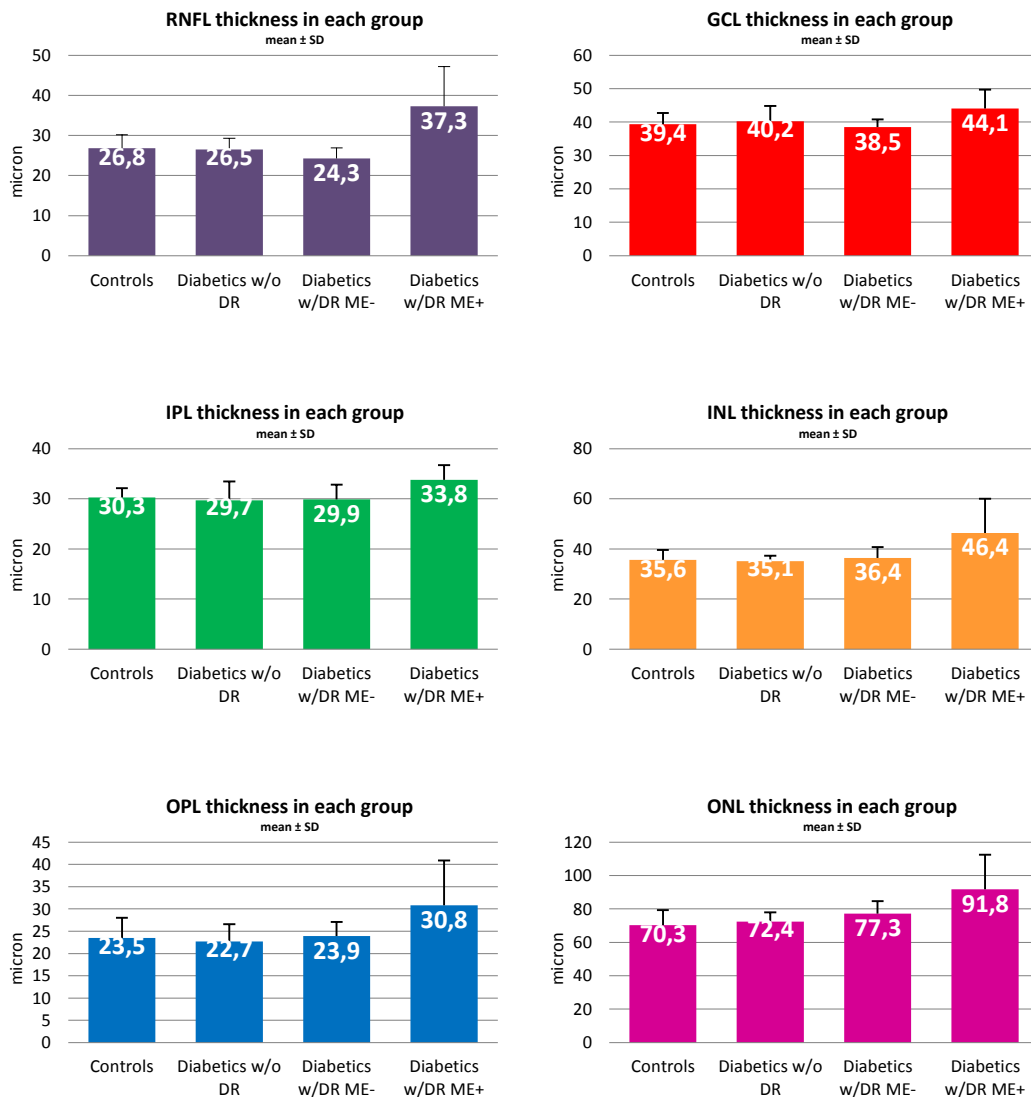 RNFL thickness in each group
mean ± SD
50
40
30
20
10
0
micron
26,8
26,5
24,3
37,3
Controls
Diabetics w/o DR
Diabetics w/DR ME-
Diabetics w/DR ME+
GCL thickness in each group
mean ± SD
60
50
40
30
20
10
0
micron
39,4
40,2
38,5
44,1
Controls
Diabetics w/o DR
Diabetics w/DR ME-
Diabetics w/DR ME+
IPL thickness in each group
mean ± SD
40
30
20
10
0
micron
30,3
29,7
29,9
33,8
Controls
Diabetics w/o DR
Diabetics w/DR ME-
Diabetics w/DR ME+
INL thickness in each group
mean ± SD
80
60
40
20
0
micron
35,6
35,1
36,4
46,4
Controls
Diabetics w/o DR
Diabetics w/DR ME-
Diabetics w/DR ME+
OPL thickness in each group
mean ± SD
45
40
35
30
25
20
15
10
5
0
micron
23,5
22,7
23,9
30,8
Controls
Diabetics w/o DR
Diabetics w/DR ME-
Diabetics w/DR ME+
ONL thickness in each group
mean ± SD
120
100
80
60
40
20
0
micron
70,3
72,4
77,3
91,8
Controls
Diabetics w/o DR
Diabetics w/DR ME-
Diabetics w/DR ME+